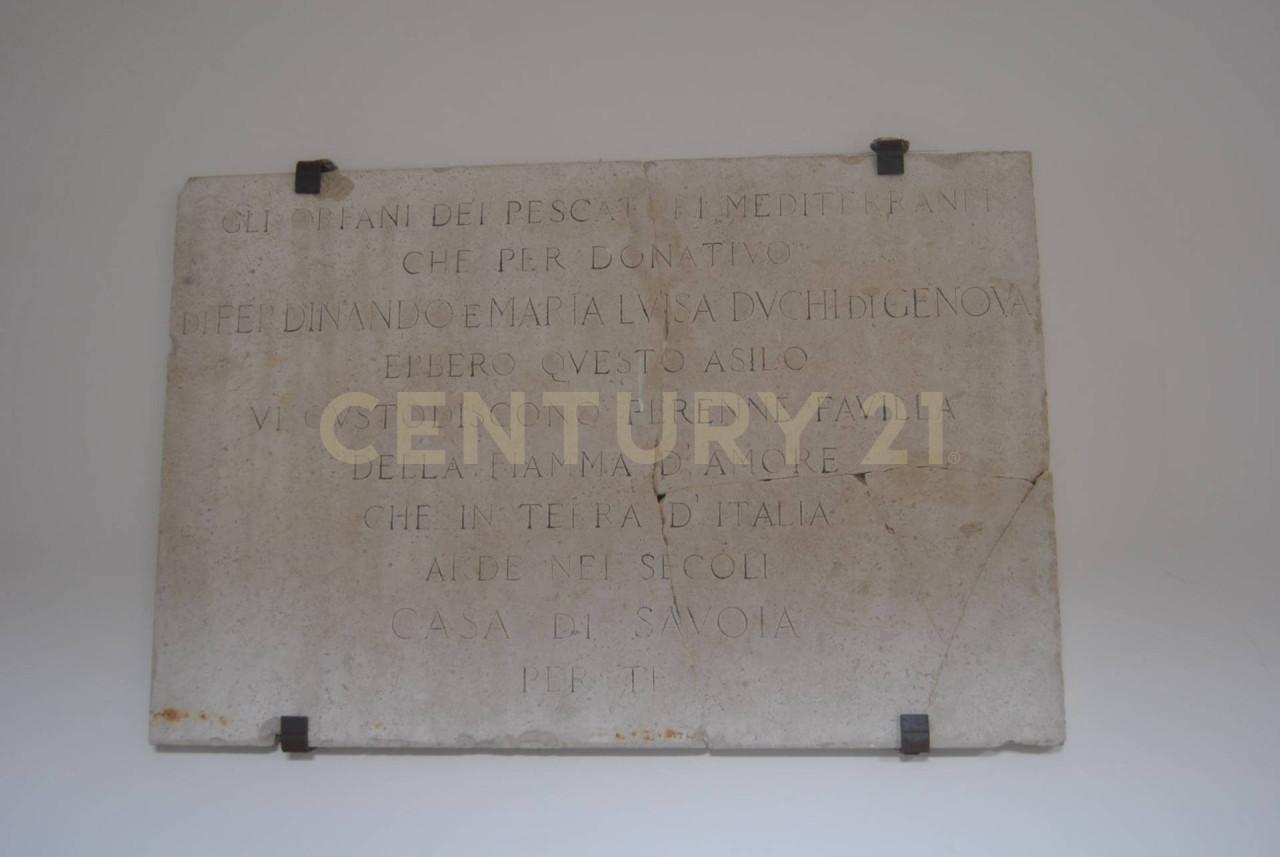 GLI ORFANI DEI PESCATORI MEDITERRANEI
CHE PER DONATIVO
DI FERDINANDO E MARIA LVISA DVCHI DI GENOVA
EBBERO QVESTO ASILO
VI CVSTODISCONO PERENNE FAVILLA
DELLA FIAMMA D'AMORE
CHE IN TERRA D'ITALIA
ARDE NEI SECOLI
CASA DI SAVOIA
PER TE
CENTURY 21®